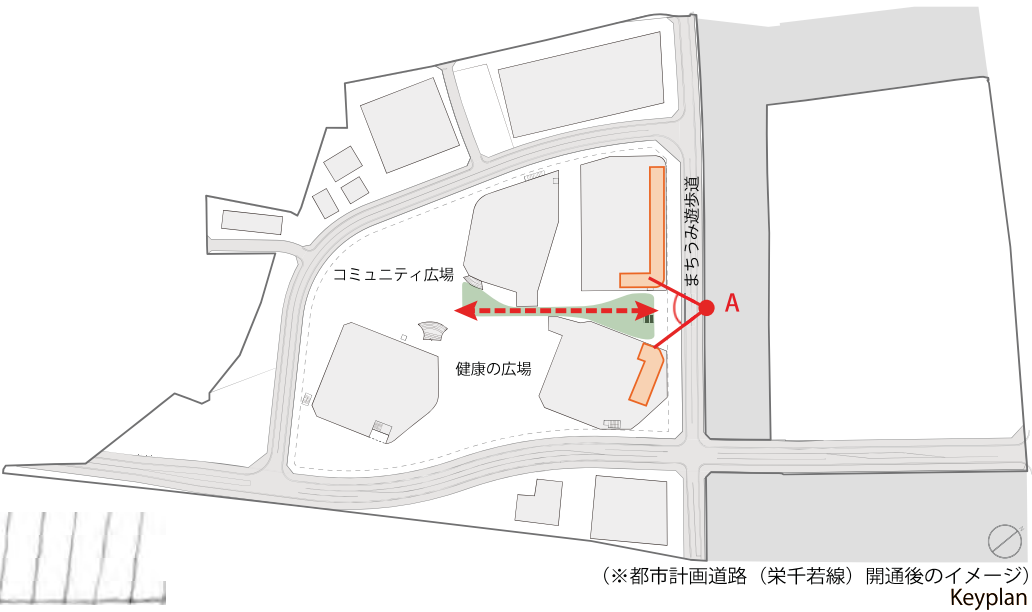 まちうみ遊歩道
コミュニティ広場
A
健康の広場
（※都市計画道路（栄千若線）開通後のイメージ）
Keyplan